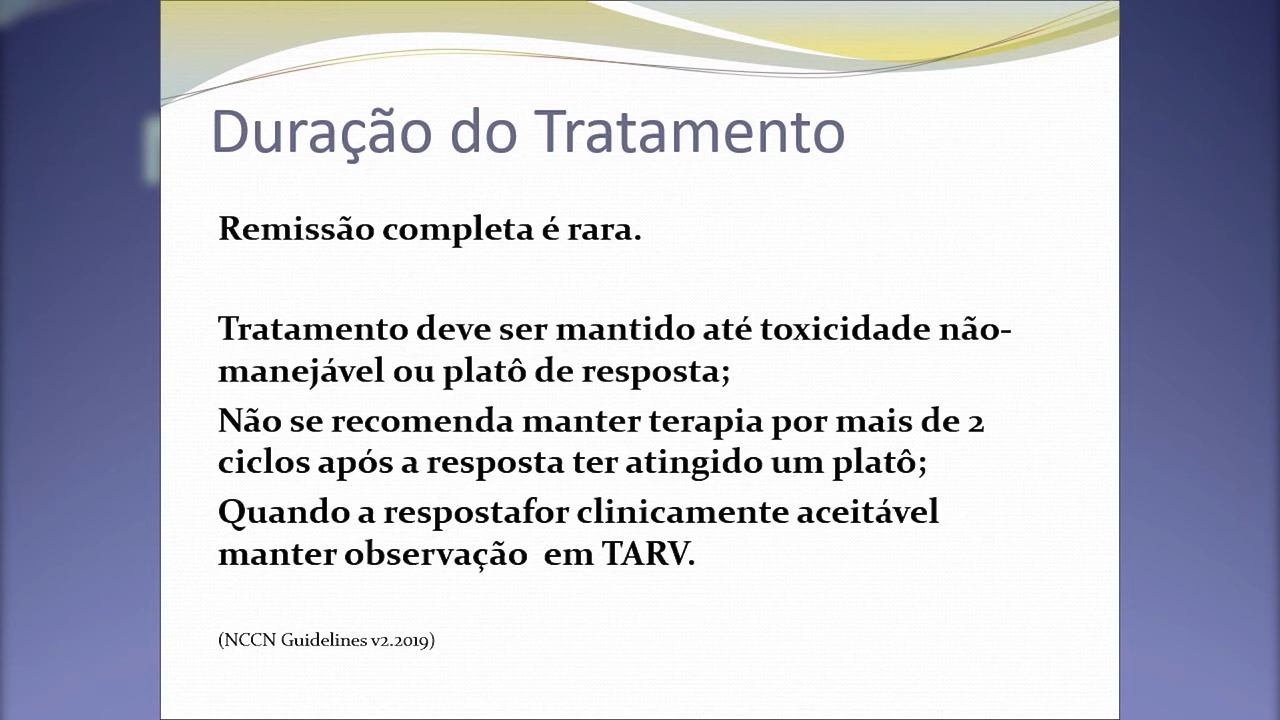 Duração do Tratamento
Remissão completa é rara.
Tratamento deve ser mantido até toxicidade não-
manejável ou platô de resposta;
Não se recomenda manter terapia por mais de 2
ciclos após a resposta ter atingido um platô;
Quando a respostafor clinicamente aceitável
manter observação  em TARV.
(NCCN Guidelines v2.2019)